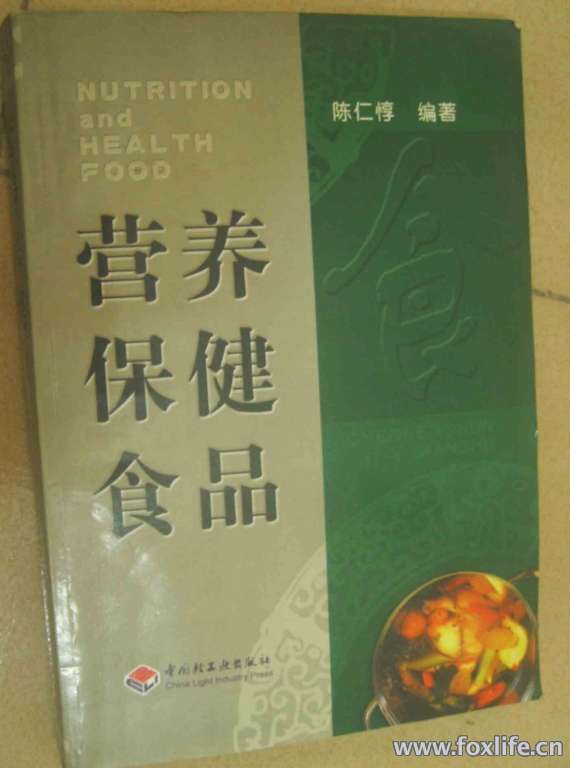 NUTRITION
and
HEALTH
FOOD
陈仁惇 编著
营养
保健
食品
食
中国轻工业出版社
China Light Industry Press
www.foxlife.cn